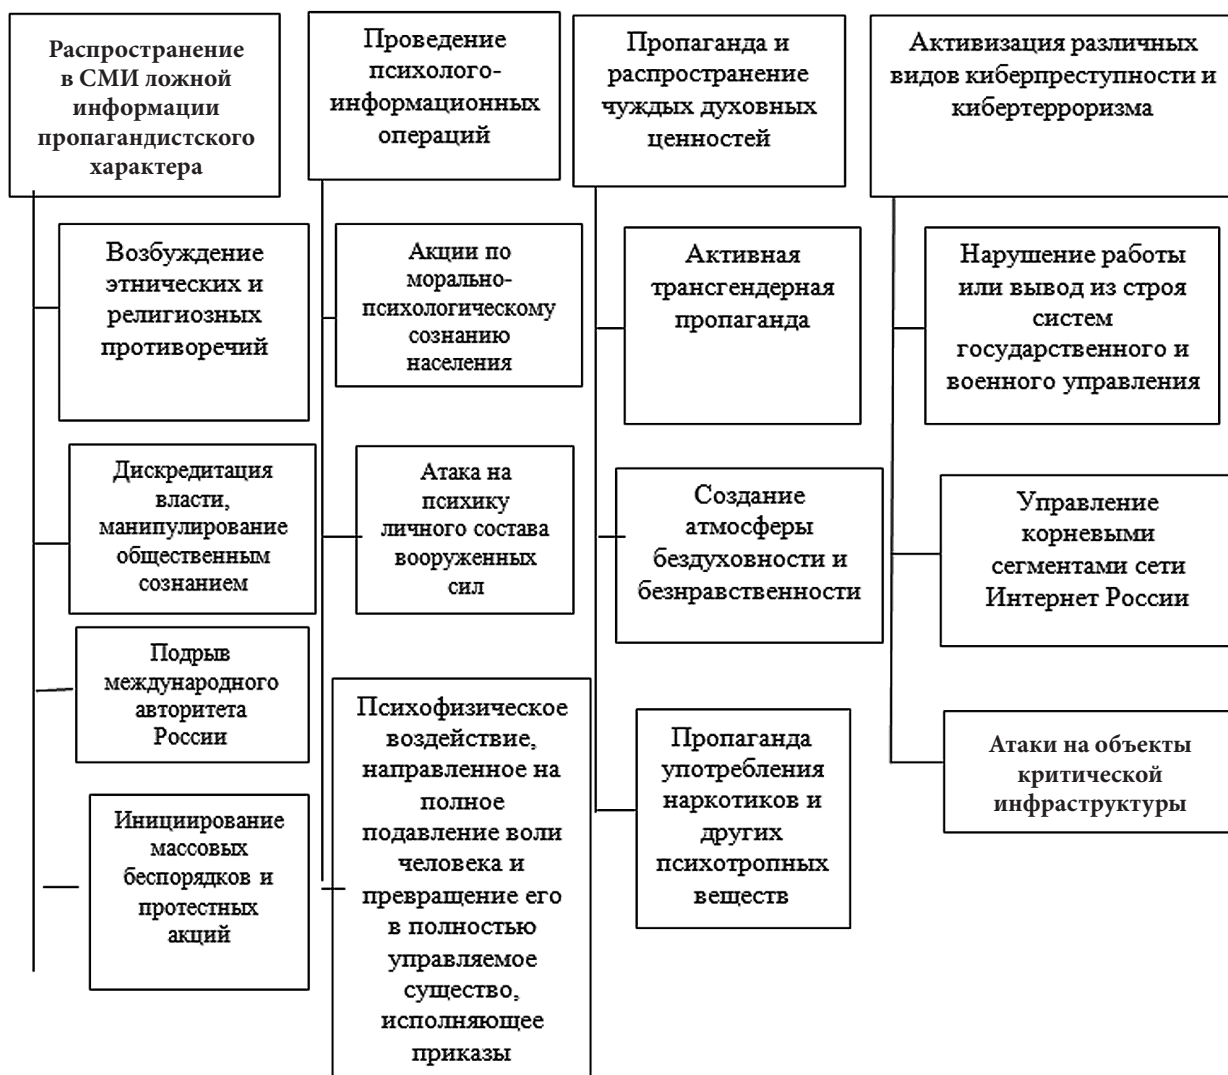 Распространение
в СМИ ложной
информации
пропагандистского
характера
Возбуждение
этнических и
религиозных
противоречий
Дискредитация
власти,
манипулирование
общественным
сознанием
Подрыв
международного
авторитета
России
Инициирование
массовых
беспорядков и
протестных
акций
Проведение
психолого-
информационных
операций
Акции по
морально-
психологическому
сознанию
населения
Атака на
психику
личного состава
вооруженных
сил
Психофизическое
воздействие,
направленное на
полное
подавление воли
человека и
превращение его
в полностью
управляемое
существо,
исполняющее
приказы
Пропаганда и
распространение
чуждых духовных
ценностей
Активная
трансгендерная
пропаганда
Создание
атмосферы
бездуховности и
безнравственности
Пропаганда
употребления
наркотиков и
других
психотропных
веществ
Активизация различных
видов киберпреступности и
кибертерроризма
Нарушение работы
или вывод из строя
систем
государственного и
военного управления
Управление
корневыми
сегментами сети
Интернет России
Атаки на объекты
критической
инфраструктуры